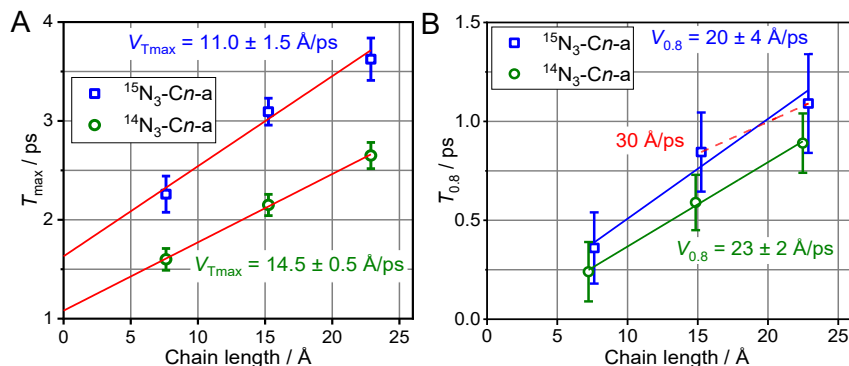 A
V_Tmax = 11.0 ± 1.5 Å/ps
¹⁵N₃-Cn-a
¹⁴N₃-Cn-a
V_Tmax = 14.5 ± 0.5 Å/ps
T_max / ps
4
3
2
1
0 5 10 15 20 25
Chain length / Å
B
V_0.8 = 20 ± 4 Å/ps
¹⁵N₃-Cn-a
¹⁴N₃-Cn-a
30 Å/ps
V_0.8 = 23 ± 2 Å/ps
T_0.8 / ps
1.5
1.0
0.5
0.0
0 5 10 15 20 25
Chain length / Å